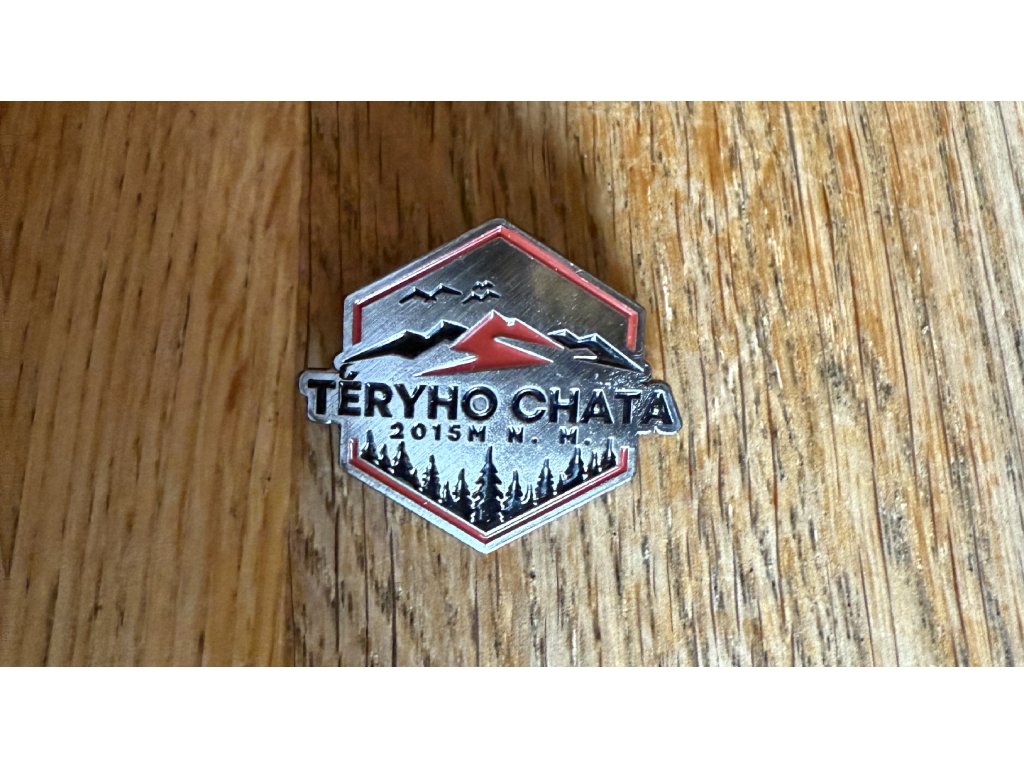 TÉRYHO CHATA
2015M N. M.